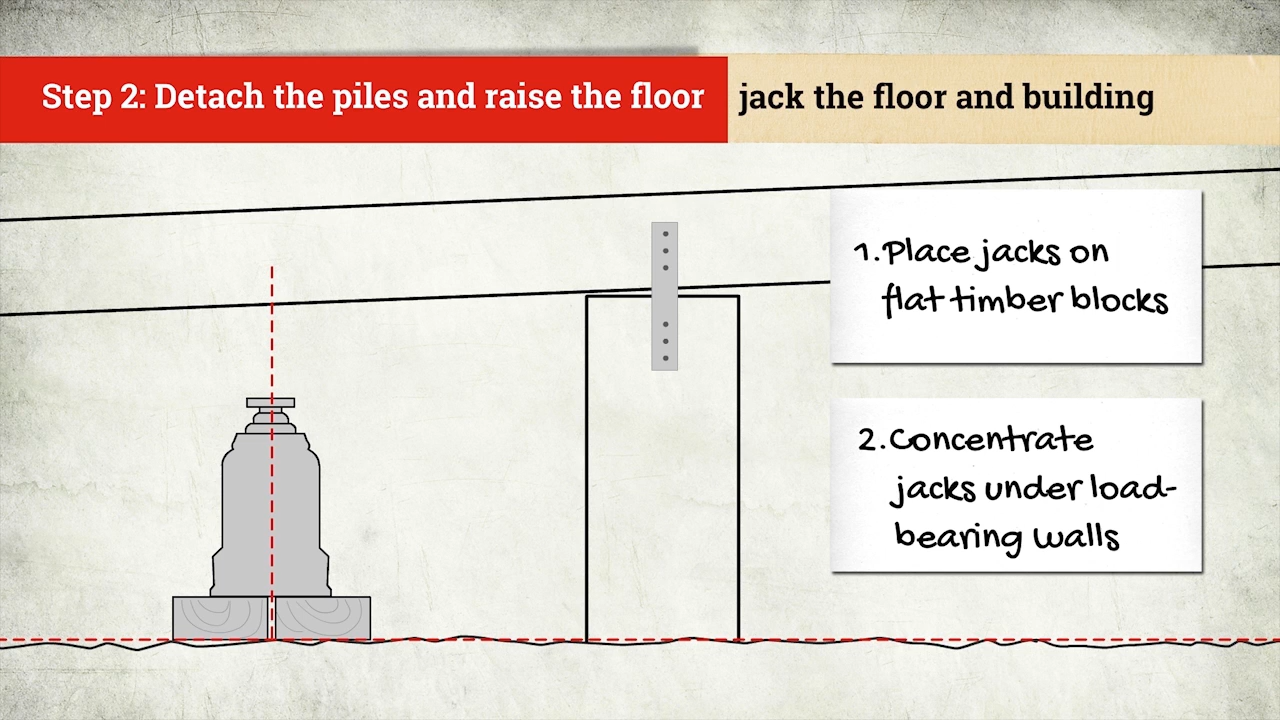 Step 2: Detach the piles and raise the floor jack the floor and building
1. Place jacks on
flat timber blocks
2. Concentrate
jacks under load-
bearing walls